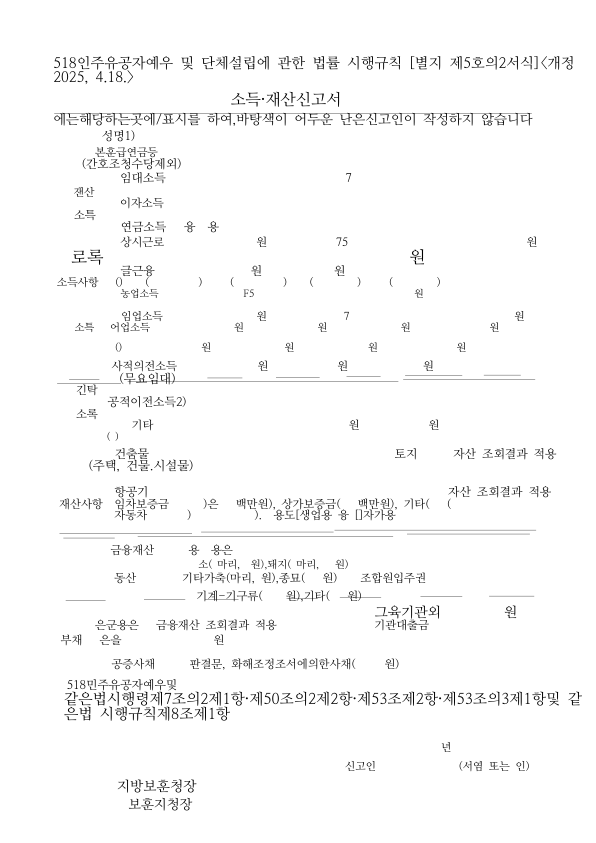 518인주유공자예우 및 단체설립에 관한 법률 시행규칙 [별지 제5호의2서식]<개정
2025, 4.18.>
소득·재산신고서
에는해당하는곳에/표시를 하여,바탕색이 어두운 난은신고인이 작성하지 않습니다
성명1)
본훈급연금등
(간호조청수당제외)
임대소득 7
갠산
이자소득
소특
연금소득 융 용
상시근로 원 75 원
로록 원
글근융 원 원
소득사항 () ( ) ( ) ( ) ( )
농업소득 F5 원
임업소득 원 7 원
소특 어업소득 원 원 원 원
() 원 원 원 원
사적의전소득 원 원 원
(무요임대)
긴탁
공적이전소득2)
소록
기타 원 원
( )
건춤물 토지 자산 조회결과 적용
(주택, 건물.시설물)
항공기 자산 조회결과 적용
재산사항 임차보증금 )은 백만원), 상가보증금( 백만원), 기타( (
자동차 ) ). 용도[생업용 용 []자가용
금융재산 용 용은
소( 마리, 원),돼지( 마리, 원)
동산 기타가축(마리, 원),종묘( 원) 조합원입주권
기계–기구류( 원),기타( 원)
그육기관외 원
은군용은 금융재산 조회결과 적용 기관대출금
부채 은을 원
공증사채 판결문, 화해조정조서에의한사채( 원)
518민주유공자예우및
같은법시행령제7조의2제1항·제50조의2제2항·제53조제2항·제53조의3제1항및 같
은법 시행규칙제8조제1항
년
신고인 (서염 또는 인)
지방보훈청장
보훈지청장